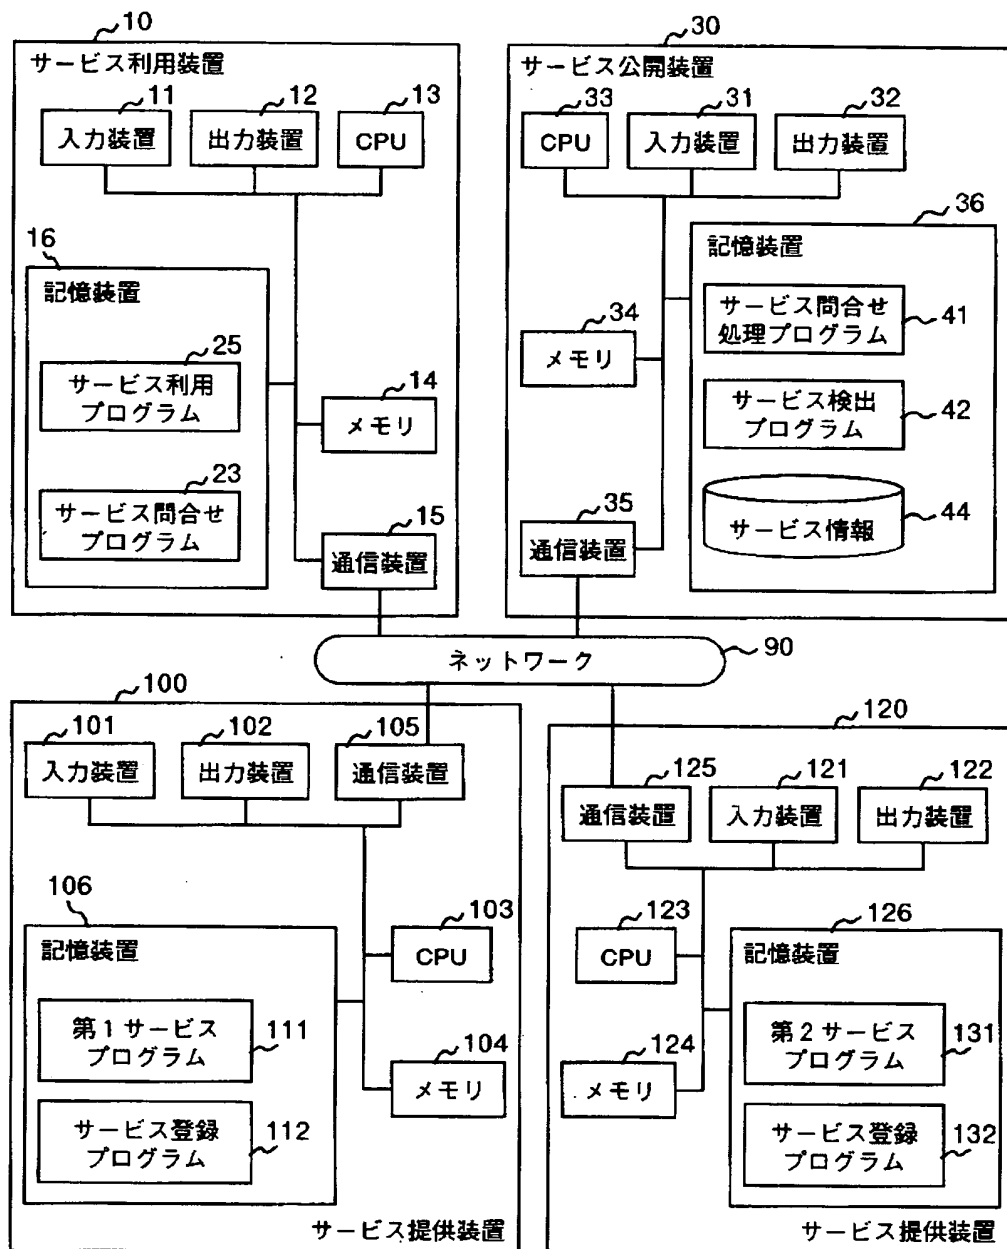 10
サービス利用装置
11
12
13
入力装置
出力装置
CPU
16
記憶装置
25
サービス利用
プログラム
14
メモリ
23
サービス問合せ
プログラム
15
通信装置
30
サービス公開装置
33
31
32
CPU
入力装置
出力装置
36
記憶装置
サービス問合せ
処理プログラム
41
34
メモリ
サービス検出
プログラム
42
35
通信装置
サービス情報
44
ネットワーク
90
100
101
102
105
入力装置
出力装置
通信装置
106
記憶装置
103
CPU
第1サービス
プログラム
111
104
メモリ
サービス登録
プログラム
112
サービス提供装置
120
125
121
122
通信装置
入力装置
出力装置
123
CPU
126
記憶装置
124
メモリ
第2サービス
プログラム
131
サービス登録
プログラム
132
サービス提供装置